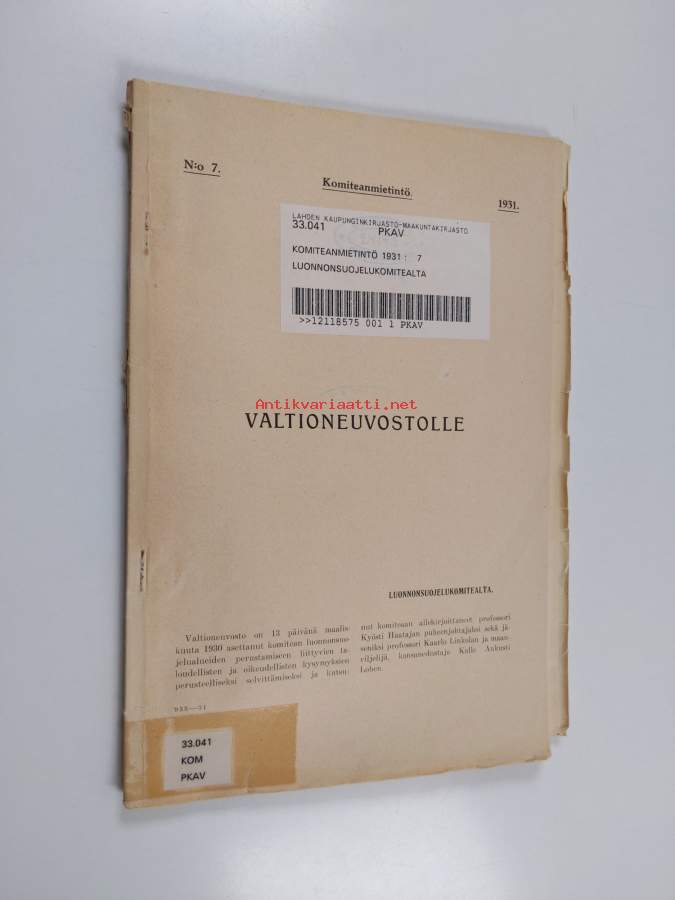 N:o 7.
Komiteanmietintö.
1931.
LAHDEN KAUPUNGINKIRJASTO-MAAKUNTAKIRJASTO
33.041 PKAV
KOMITEANMIETINTÖ 1931 : 7
LUONNONSUOJELUKOMITEALTA
>>12118575 001 1 PKAV
Antikvariaatti.net
VALTIONEUVOSTOLLE
LUONNONSUOJELUKOMITEALTA.
Valtioneuvosto on 13 päivänä maalis-
kuuta 1930 asettanut komitean luonnonsuo-
jelualueiden perustamiseen liittyvien ta-
loudellisten ja oikeudellisten kysymyksien
perusteelliseksi selvittämiseksi ja kutsu-
nut komitean allekirjoittaneet professori
Kyösti Haatajan puheenjohtajaksi sekä jä-
seniksi professori Kaarlo Linkolan ja maan-
viljelijä, kansanedustaja Kalle Aukusti
Lohen.
955—31
33.041
KOM
PKAV